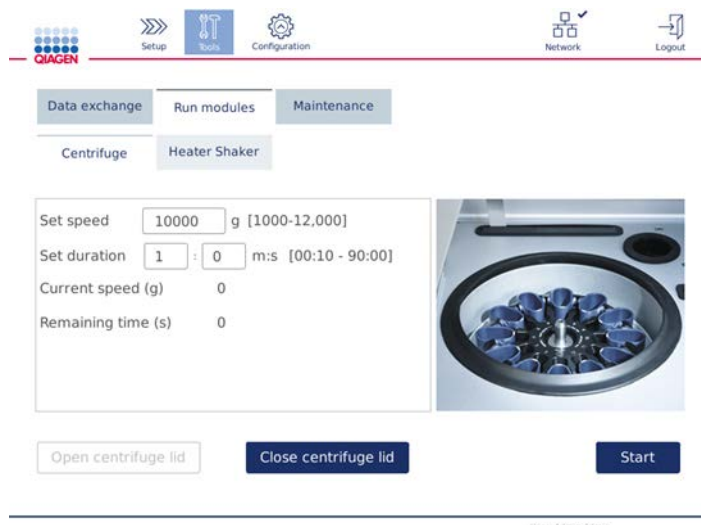 QIAGEN
Setup
Tools
Configuration
Network
Logout
Data exchange
Run modules
Maintenance
Centrifuge
Heater Shaker
Set speed 10000 g [1000-12,000]
Set duration 1 : 0 m:s [00:10 - 90:00]
Current speed (g) 0
Remaining time (s) 0
Open centrifuge lid
Close centrifuge lid
Start